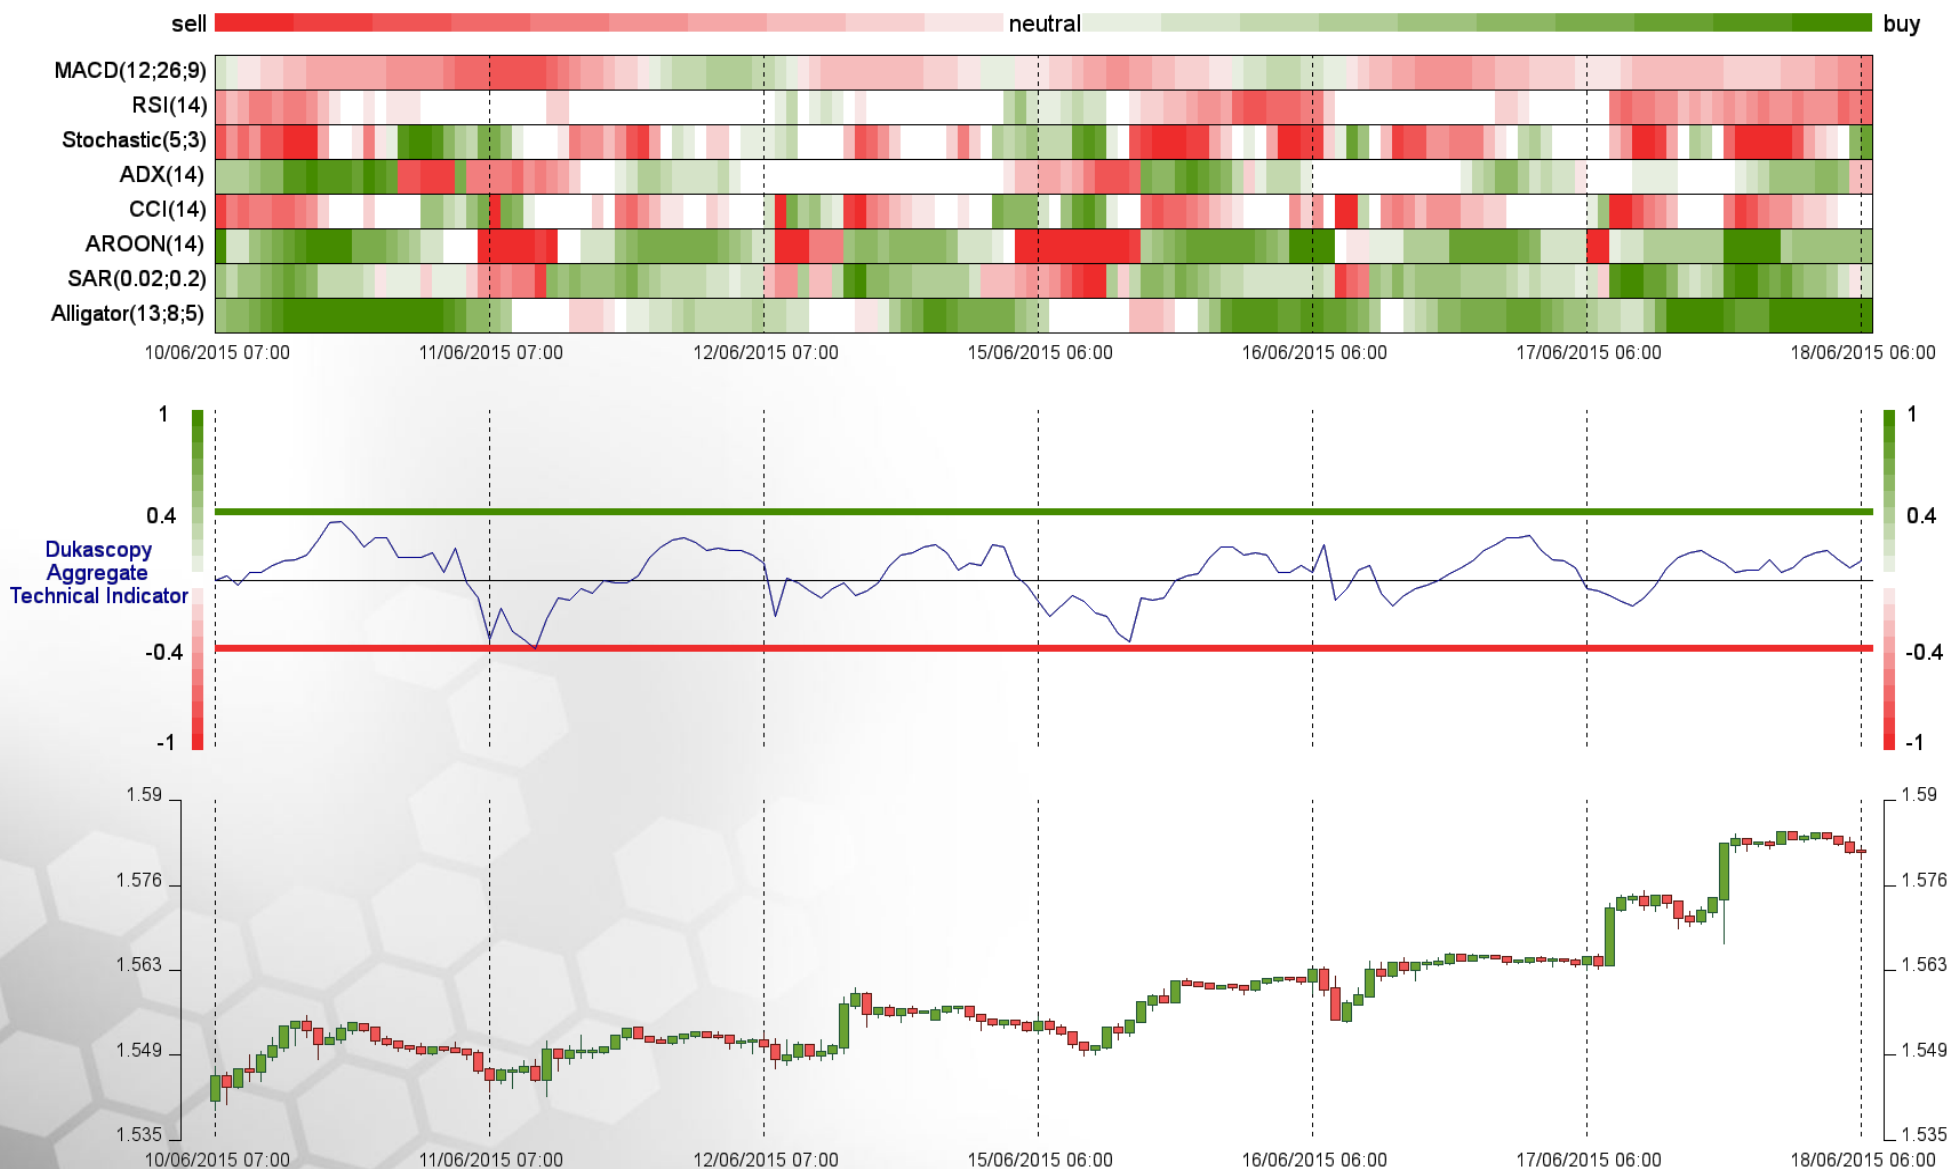 sell neutral buy
MACD(12;26;9)
RSI(14)
Stochastic(5;3)
ADX(14)
CCI(14)
AROON(14)
SAR(0.02;0.2)
Alligator(13;8;5)
10/06/2015 07:00 11/06/2015 07:00 12/06/2015 07:00 15/06/2015 06:00 16/06/2015 06:00 17/06/2015 06:00 18/06/2015 06:00
1 1
0.4 0.4
Dukascopy
Aggregate
Technical Indicator
-0.4 -0.4
-1 -1
1.59 1.59
1.576 1.576
1.563 1.563
1.549 1.549
1.535 1.535
10/06/2015 07:00 11/06/2015 07:00 12/06/2015 07:00 15/06/2015 06:00 16/06/2015 06:00 17/06/2015 06:00 18/06/2015 06:00